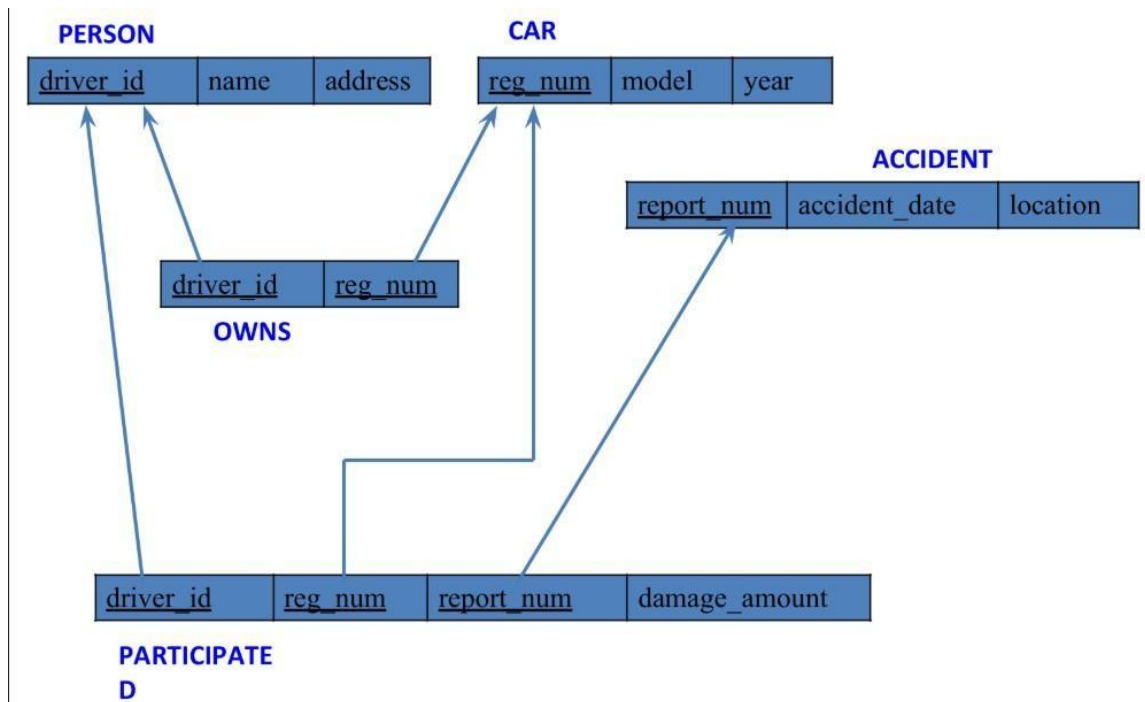 PERSON
driver_id name address
CAR
reg_num model year
ACCIDENT
report_num accident_date location
driver_id reg_num
OWNS
driver_id reg_num report_num damage_amount
PARTICIPATE
D